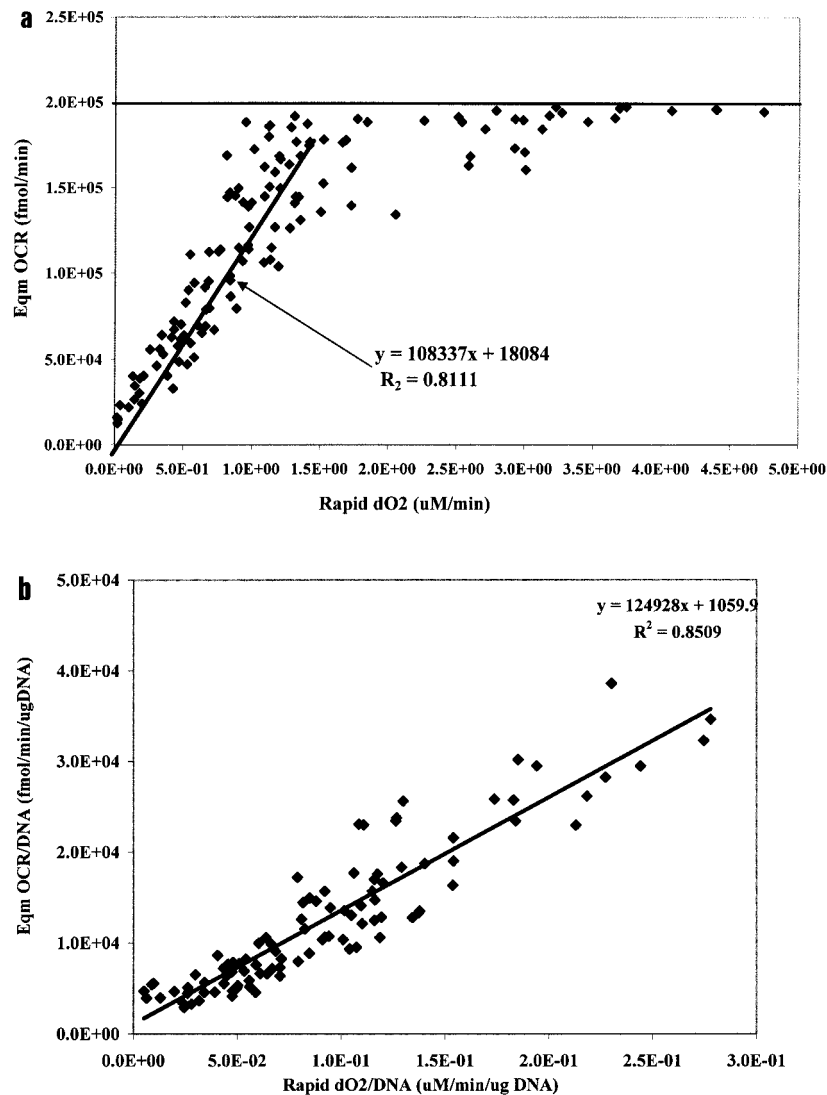 a
2.5E+05
2.0E+05
1.5E+05
1.0E+05
5.0E+04
0.0E+00
Eqm OCR (fmol/min)
y = 108337x + 18084
R2 = 0.8111
0.0E+00 5.0E-01 1.0E+00 1.5E+00 2.0E+00 2.5E+00 3.0E+00 3.5E+00 4.0E+00 4.5E+00 5.0E+00
Rapid dO2 (uM/min)
b
5.0E+04
4.0E+04
3.0E+04
2.0E+04
1.0E+04
0.0E+00
Eqm OCR/DNA (fmol/min/ugDNA)
y = 124928x + 1059.9
R2 = 0.8509
0.0E+00 5.0E-02 1.0E-01 1.5E-01 2.0E-01 2.5E-01 3.0E-01
Rapid dO2/DNA (uM/min/ug DNA)